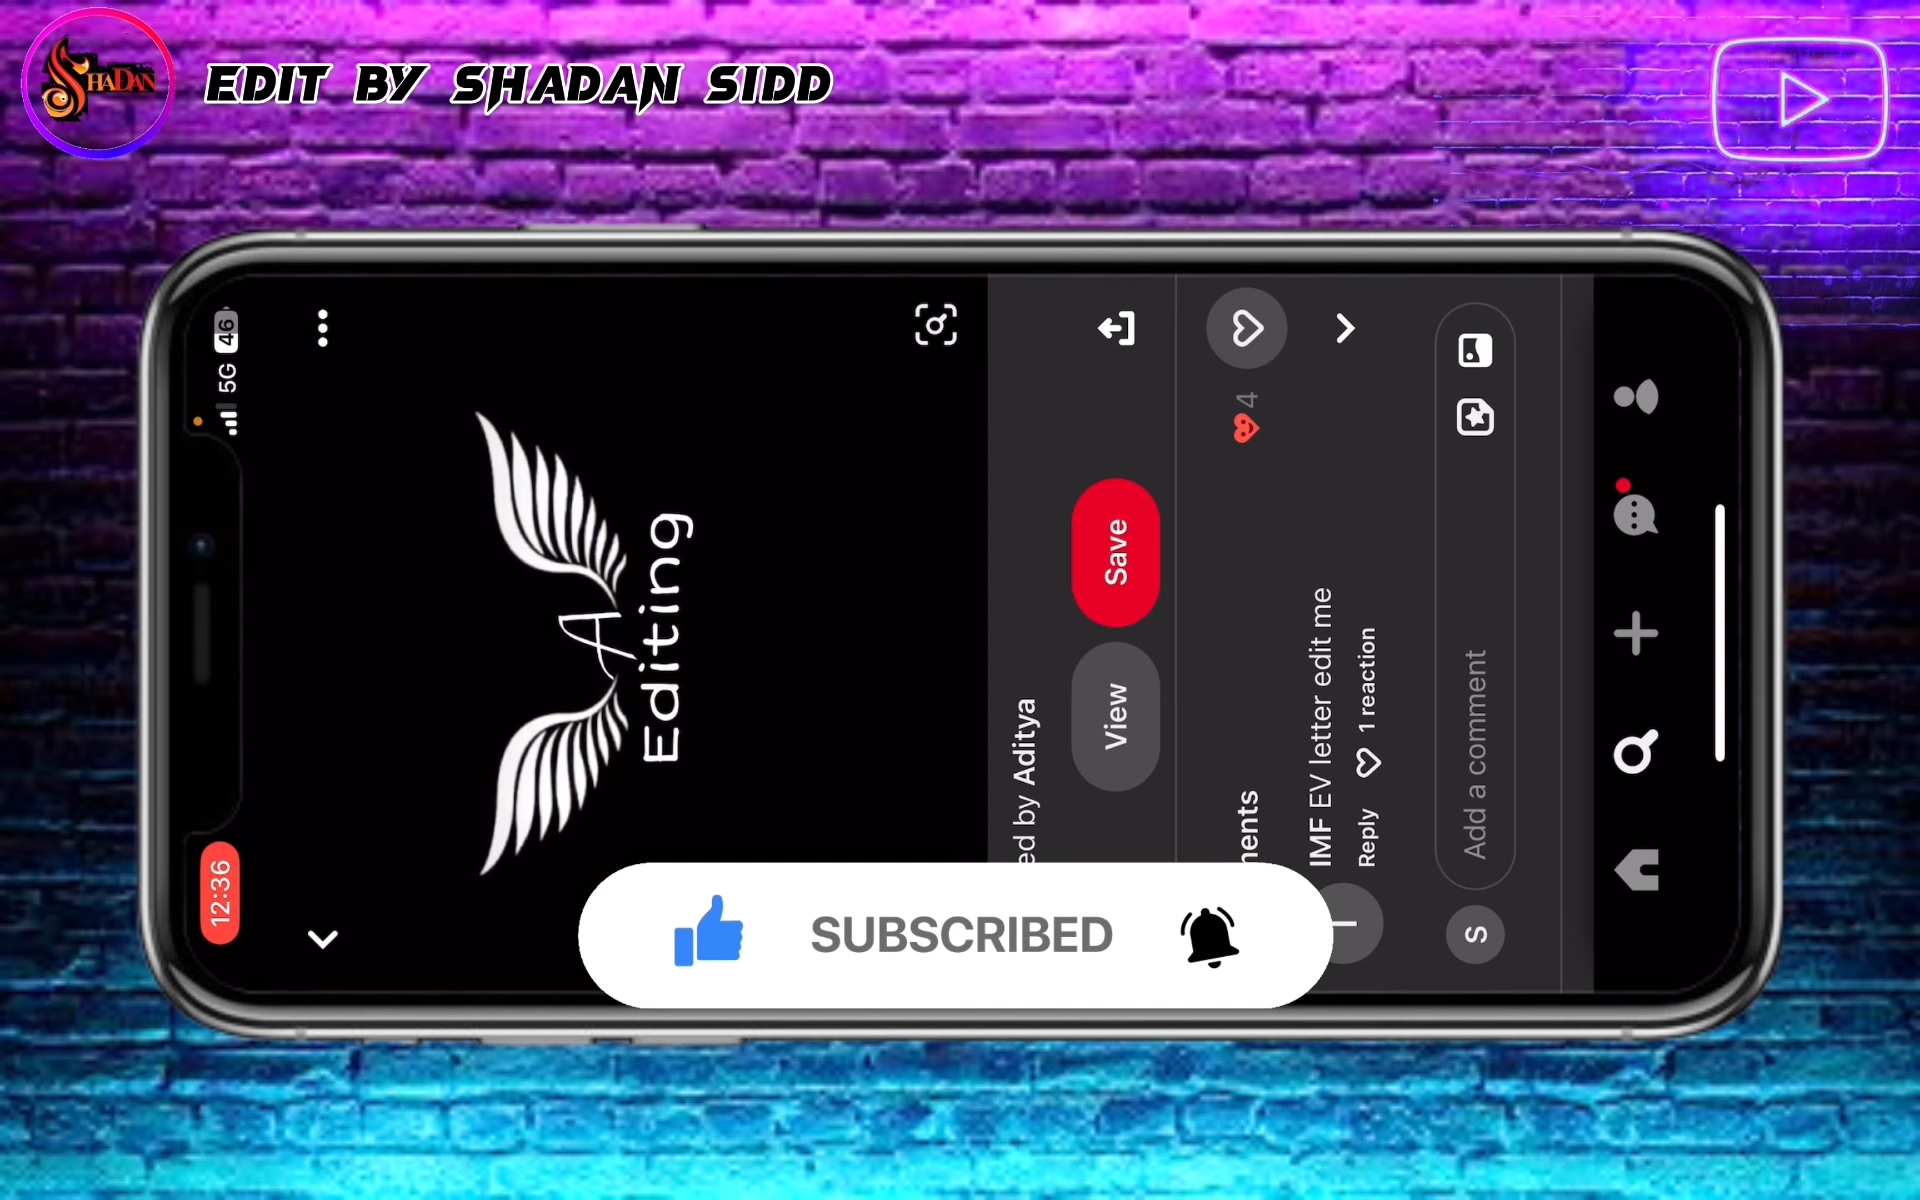 SHADAN
EDIT BY SHADAN SIDD
12:36
5G 46
A
Editing
ed by Aditya
View
Save
ents
4
IMF EV letter edit me
Reply
1 reaction
S
Add a comment
SUBSCRIBED